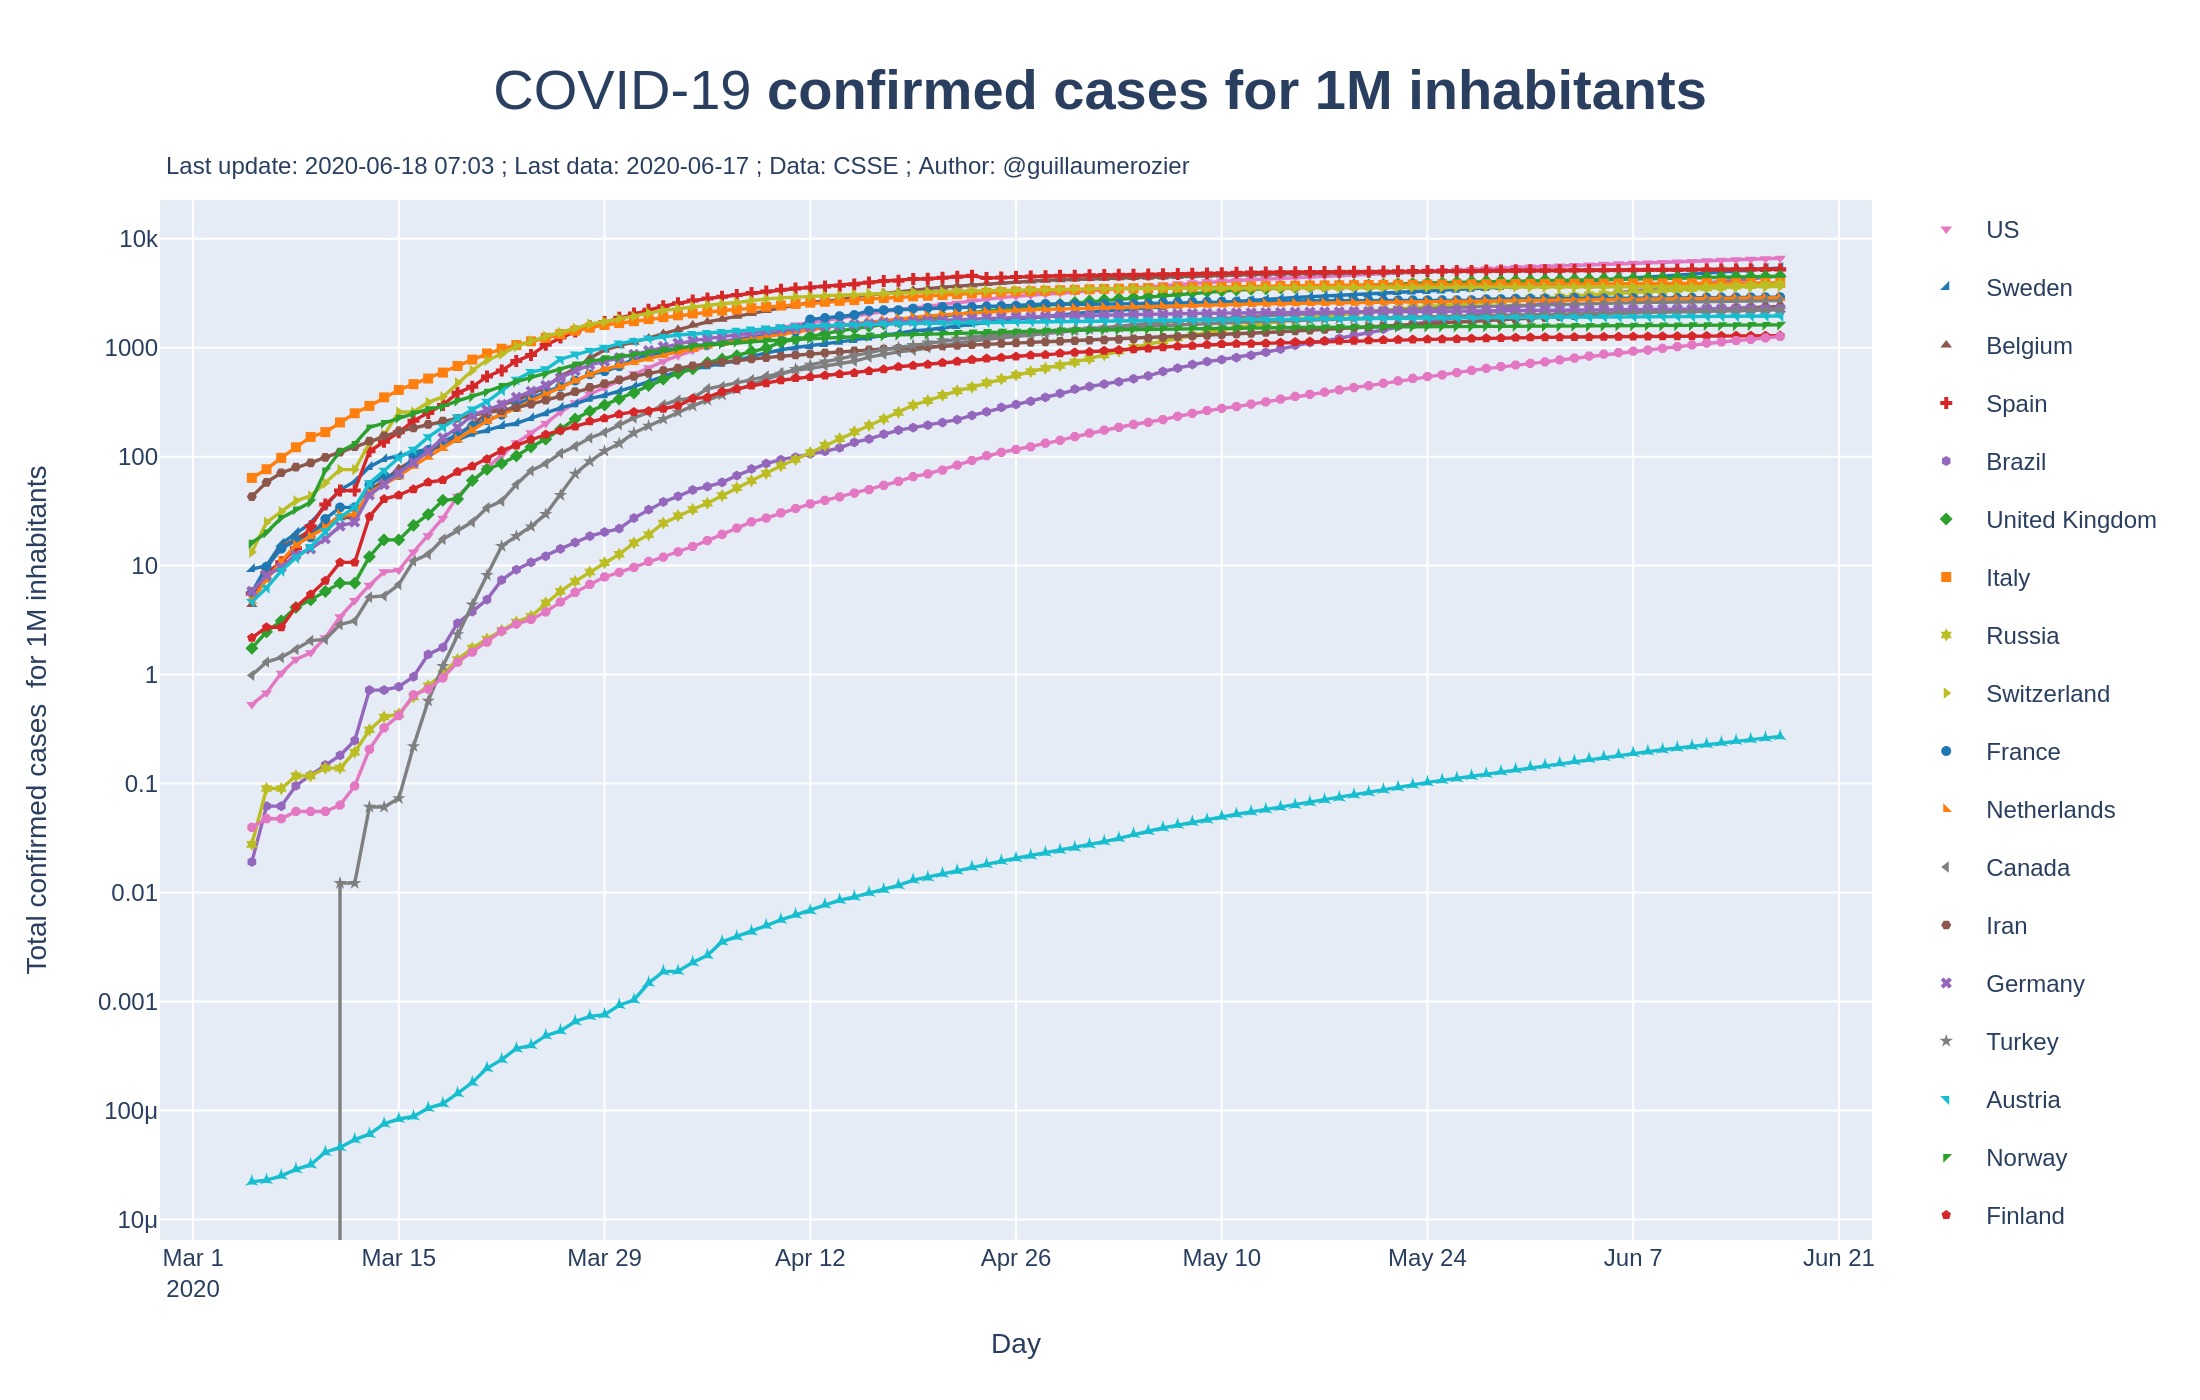 COVID-19 confirmed cases for 1M inhabitants
Last update: 2020-06-18 07:03 ; Last data: 2020-06-17 ; Data: CSSE ; Author: @guillaumerozier
Total confirmed cases for 1M inhabitants
10k
1000
100
10
1
0.1
0.01
0.001
100μ
10μ
Mar 1
2020
Mar 15
Mar 29
Apr 12
Apr 26
May 10
May 24
Jun 7
Jun 21
Day
US
Sweden
Belgium
Spain
Brazil
United Kingdom
Italy
Russia
Switzerland
France
Netherlands
Canada
Iran
Germany
Turkey
Austria
Norway
Finland